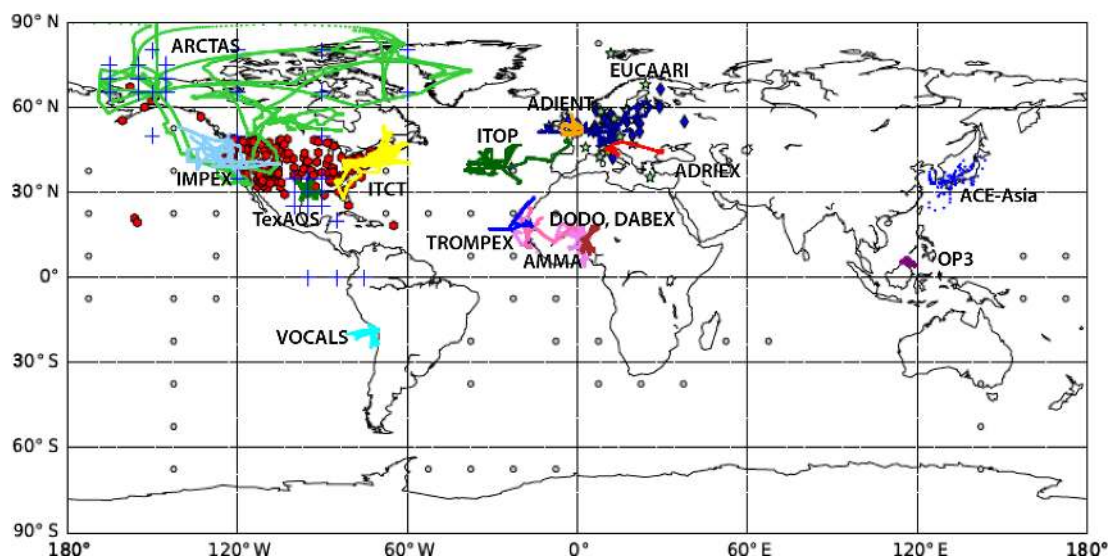 90° N
ARCTAS
EUCAARI
60° N
ADIENT
ITOP
IMPEX
ITCT
ADRIEX
30° N
ACE-Asia
TexAQS
DODO, DABEX
TROMPEX
AMMA
OP3
0°
VOCALS
30° S
60° S
90° S
180°
120° W
60° W
0°
60° E
120° E
180° E